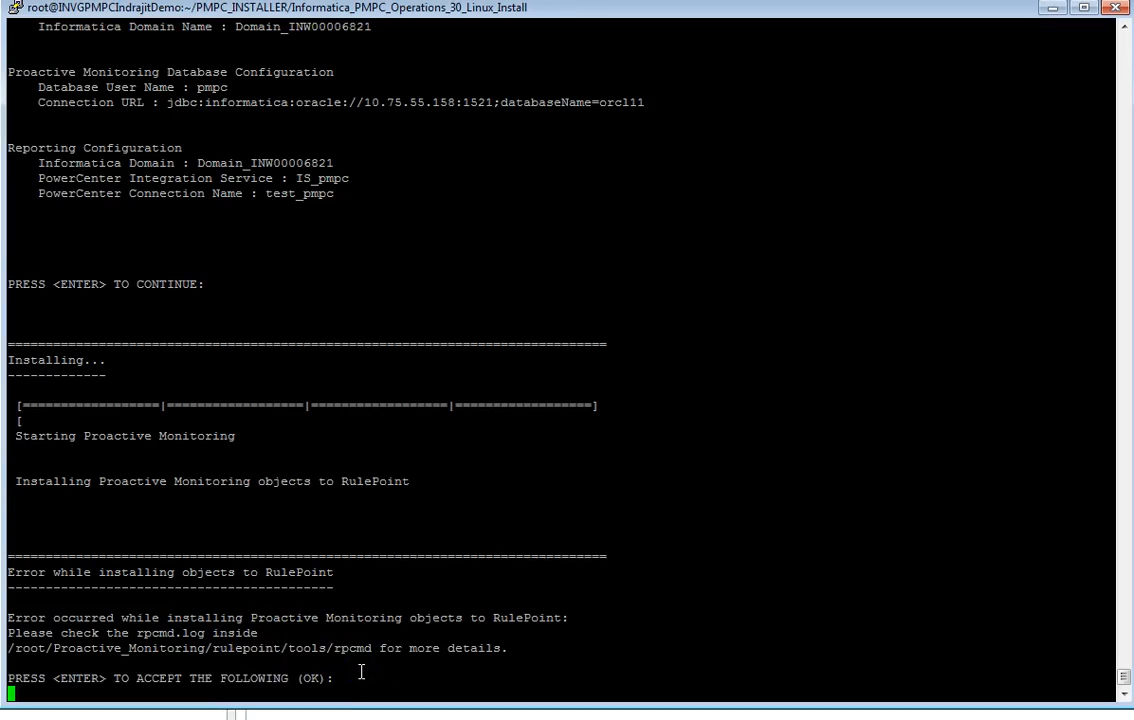 root@INVGPMPCIndrajitDemo:~/PMPC_INSTALLER/Informatica_PMPC_Operations_30_Linux_Install
Informatica Domain Name : Domain_INW00006821
Proactive Monitoring Database Configuration
Database User Name : pmpc
Connection URL : jdbc:informatica:oracle://10.75.55.158:1521;databaseName=orcl11
Reporting Configuration
Informatica Domain : Domain_INW00006821
PowerCenter Integration Service : IS_pmpc
PowerCenter Connection Name : test_pmpc
PRESS <ENTER> TO CONTINUE:
===============================================================================
Installing...
-------------
[==================|==================|==================|==================]
[
Starting Proactive Monitoring
Installing Proactive Monitoring objects to RulePoint
===============================================================================
Error while installing objects to RulePoint
-------------------------------------------
Error occurred while installing Proactive Monitoring objects to RulePoint:
Please check the rpcmd.log inside
/root/Proactive_Monitoring/rulepoint/tools/rpcmd for more details.
PRESS <ENTER> TO ACCEPT THE FOLLOWING (OK):